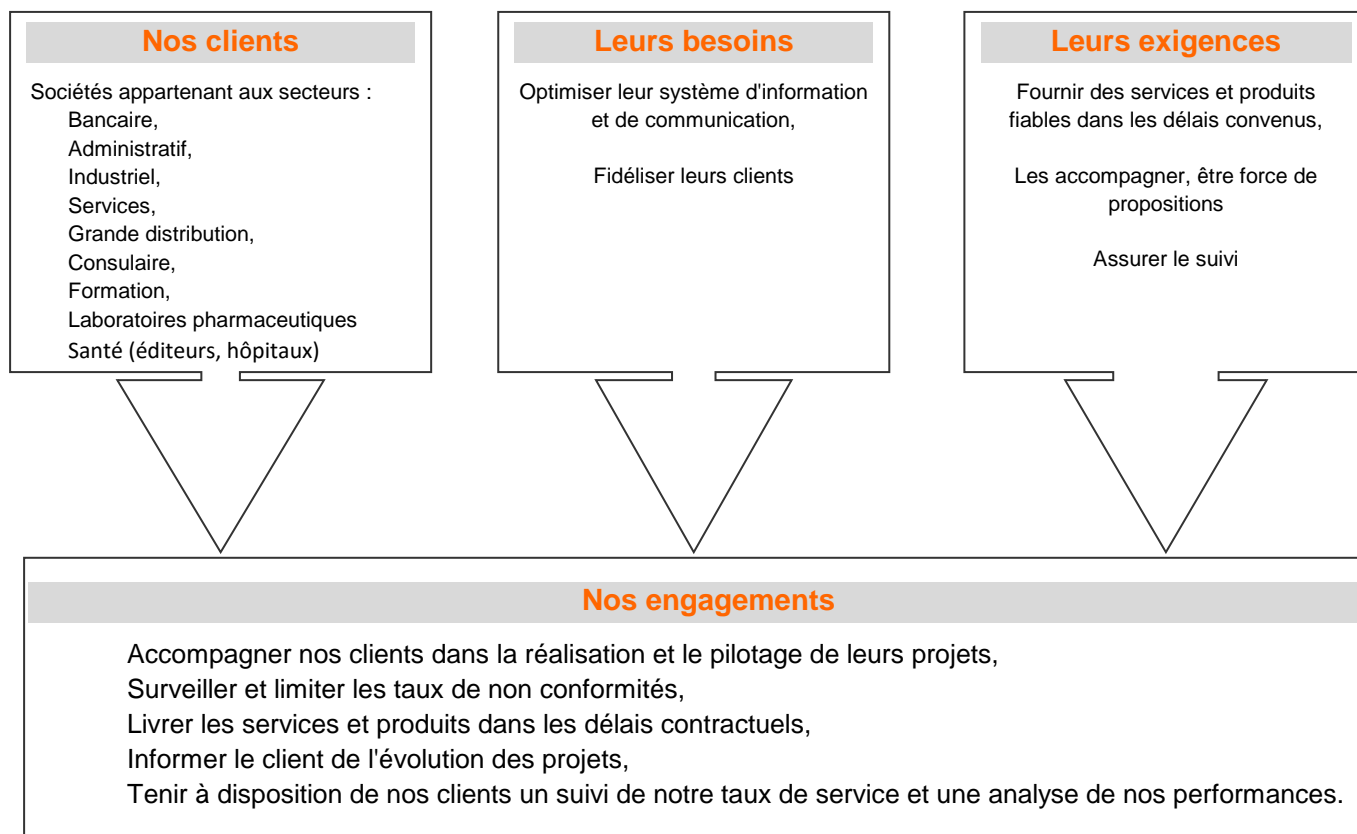 Nos clients
Sociétés appartenant aux secteurs :
Bancaire,
Administratif,
Industriel,
Services,
Grande distribution,
Consulaire,
Formation,
Laboratoires pharmaceutiques
Santé (éditeurs, hôpitaux)
Leurs besoins
Optimiser leur système d'information
et de communication,
Fidéliser leurs clients
Leurs exigences
Fournir des services et produits
fiables dans les délais convenus,
Les accompagner, être force de
propositions
Assurer le suivi
Nos engagements
Accompagner nos clients dans la réalisation et le pilotage de leurs projets,
Surveiller et limiter les taux de non conformités,
Livrer les services et produits dans les délais contractuels,
Informer le client de l'évolution des projets,
Tenir à disposition de nos clients un suivi de notre taux de service et une analyse de nos performances.